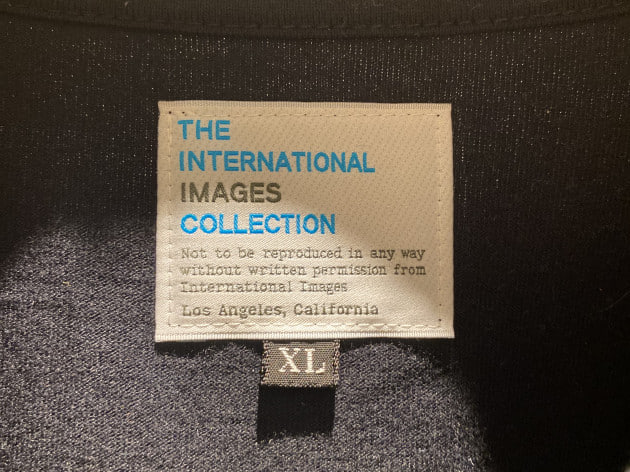 THE
INTERNATIONAL
IMAGES
COLLECTION
Not to be reproduced in any way
without written permission from
International Images
Los Angeles, California
XL